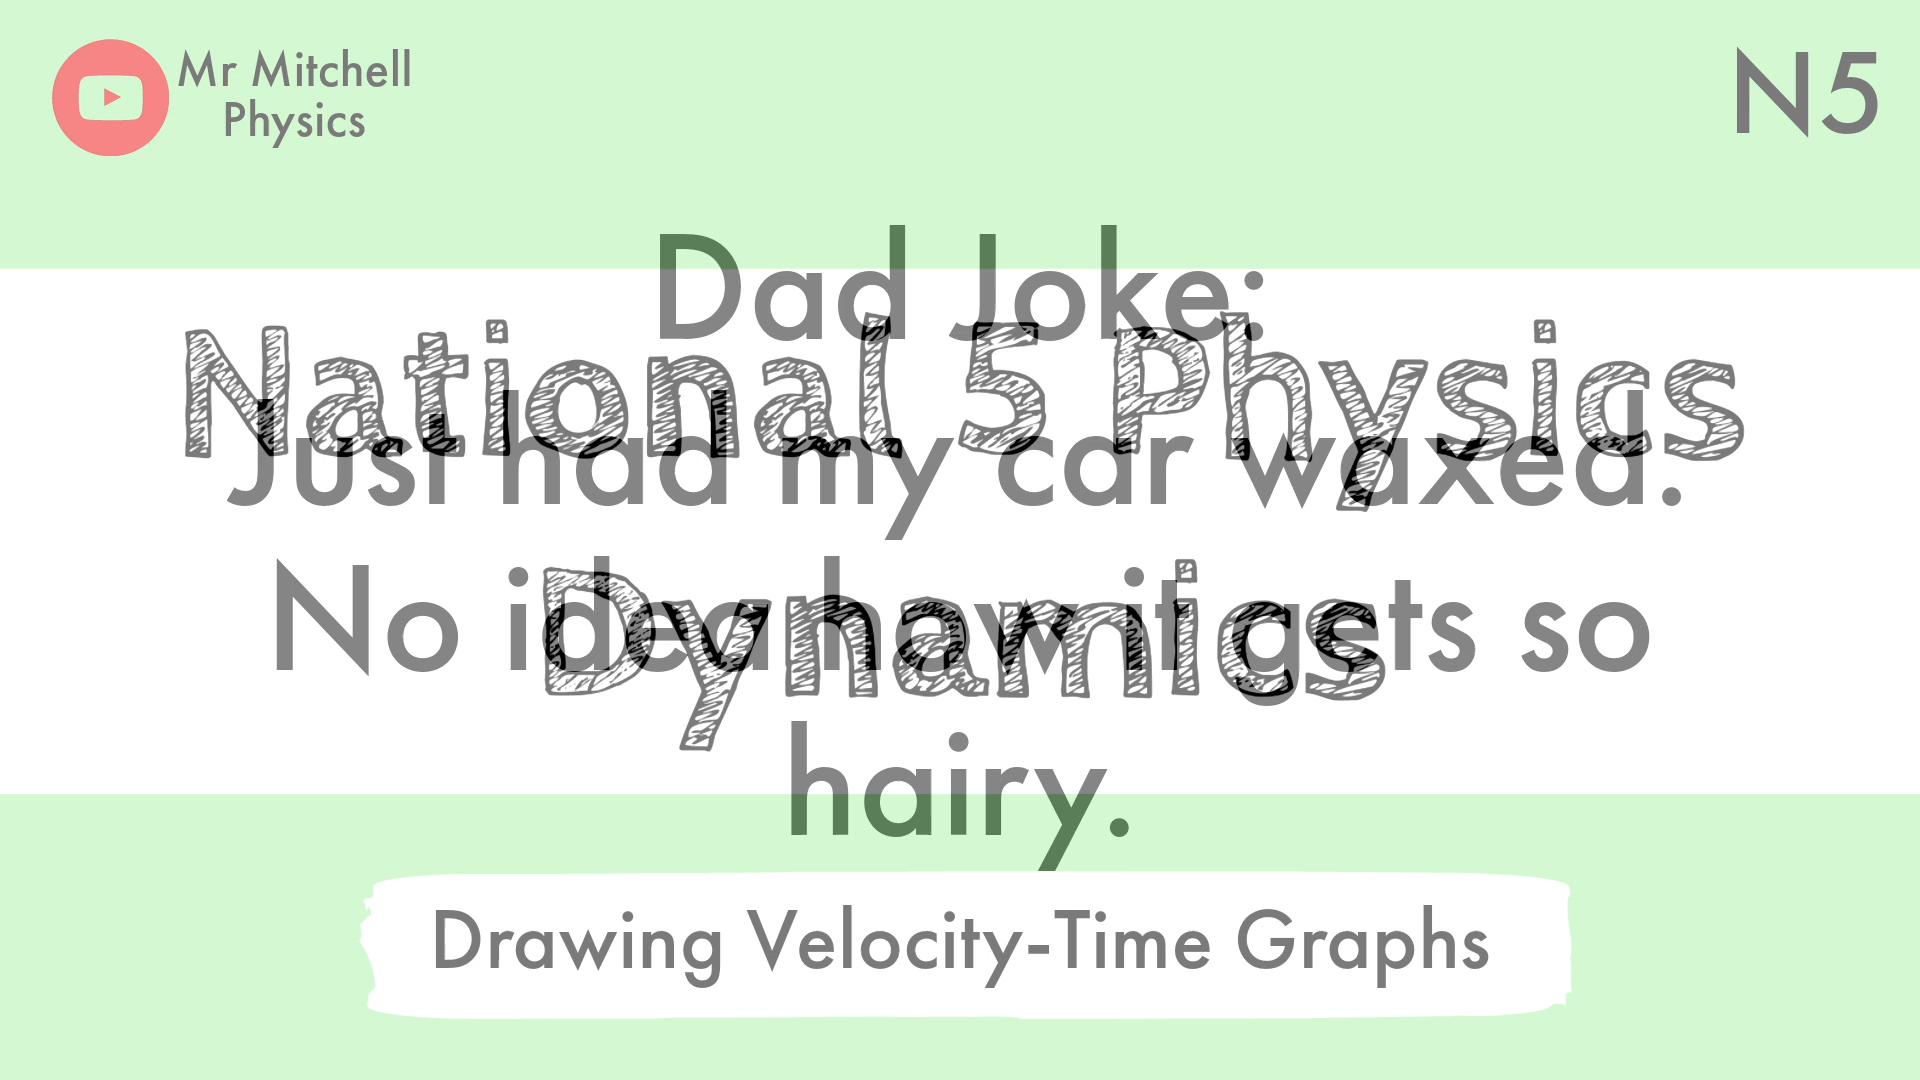 Mr Mitchell
Physics
N5
Dad Joke:
National 5 Physics
Just had my car waxed.
Dynamics
No idea how it gets so
hairy.
Drawing Velocity-Time Graphs